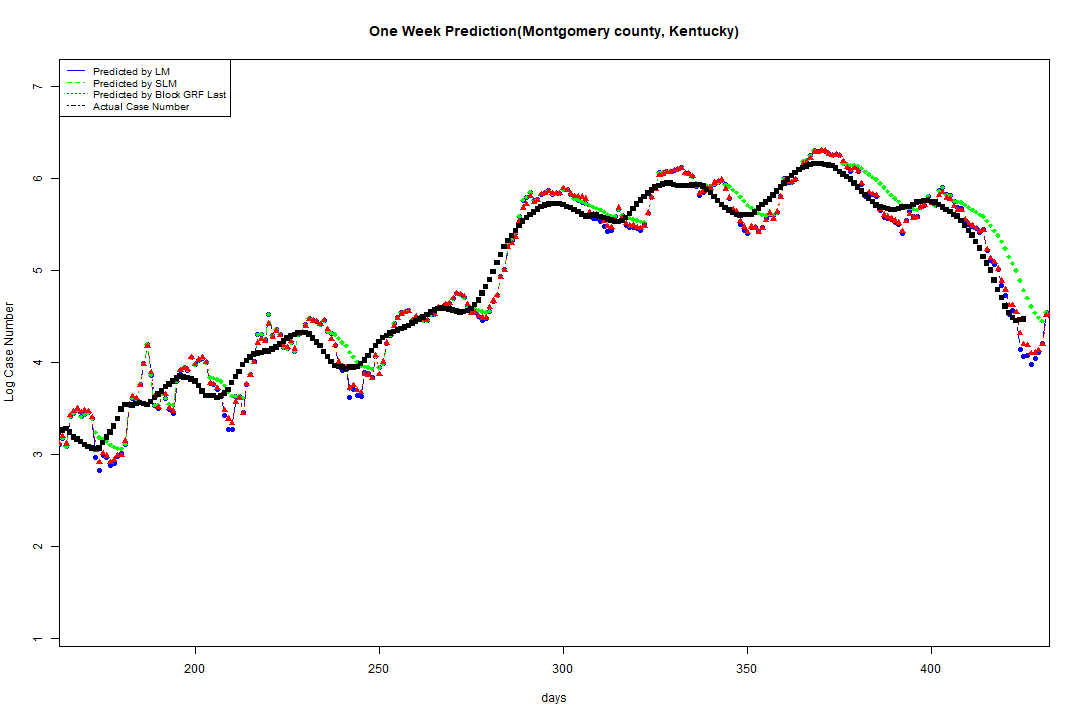 One Week Prediction(Montgomery county, Kentucky)
Predicted by LM
Predicted by SLM
Predicted by Block GRF Last
Actual Case Number
7
6
5
4
3
2
1
Log Case Number
200 250 300 350 400
days